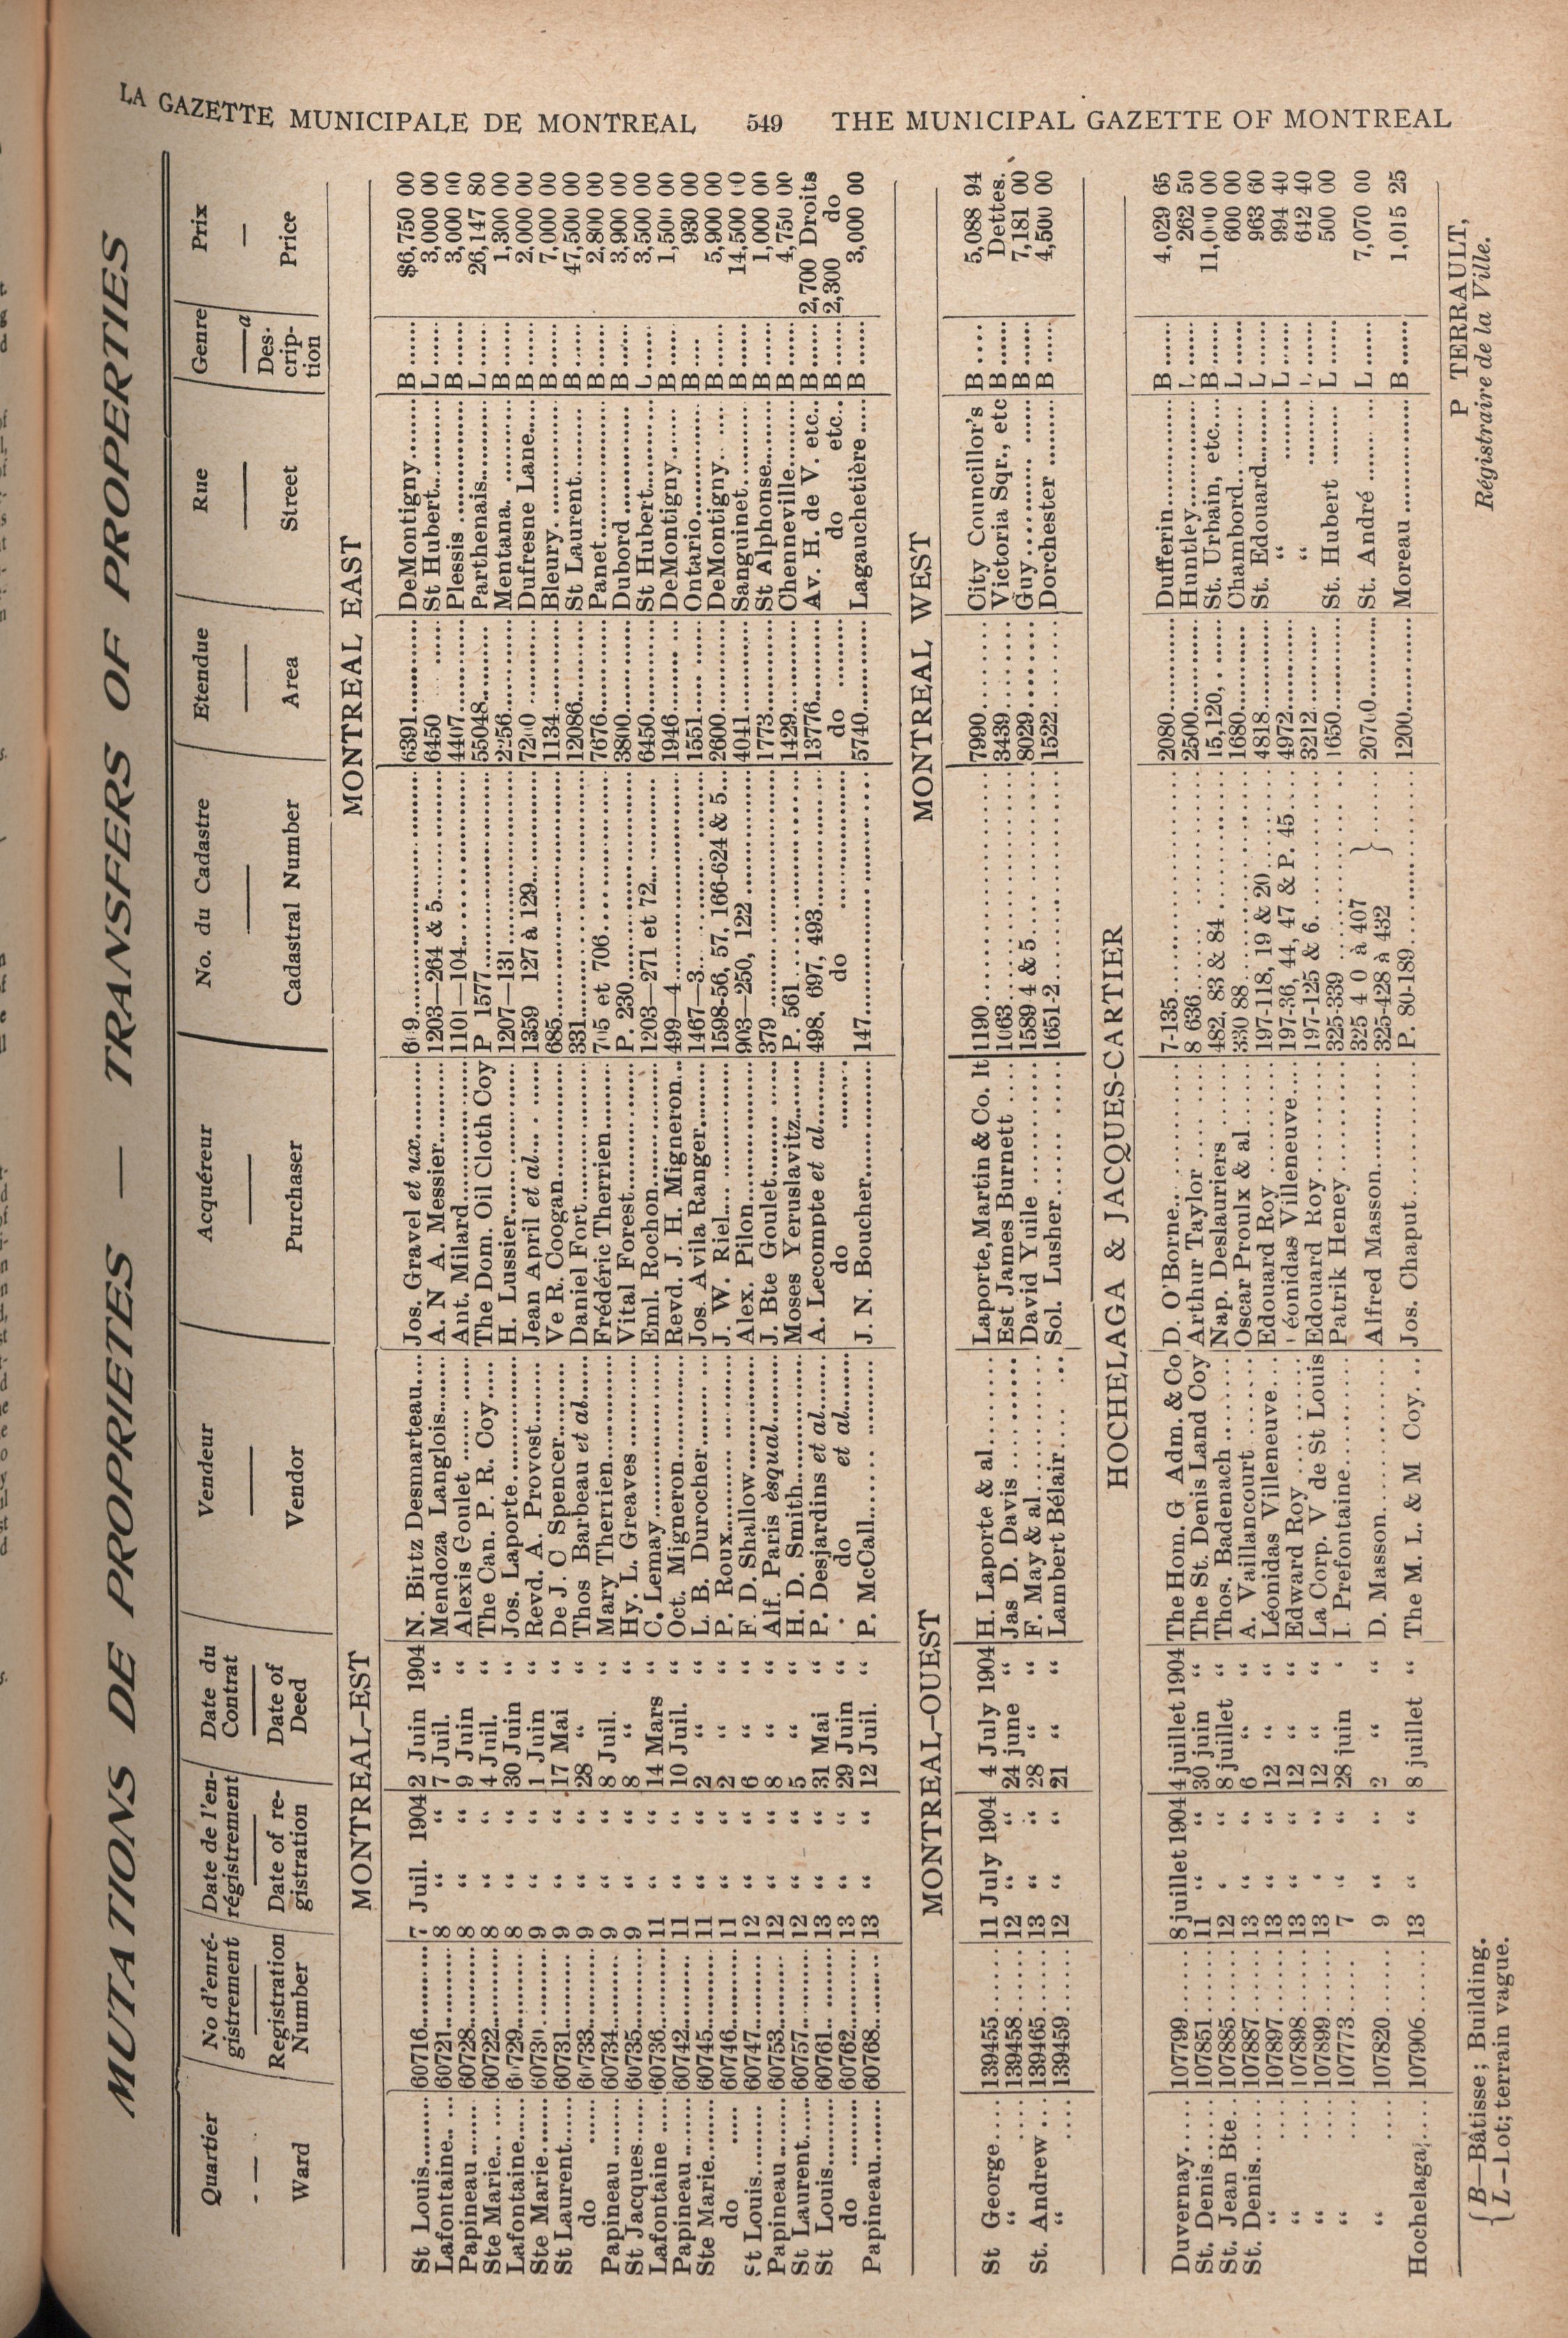 LA GAZETTE MUNICIPALE DE MONTREAL 549 THE MUNICIPAL GAZETTE OF MONTREAL
MUTATIONS DE PROPRIETES — TRANSFERS OF PROPERTIES
Quartier — Ward
No d'enrégistrement — Registration Number
Date de l'enrégistrement — Date of registration
Date du Contrat — Date of Deed
Vendeur — Vendor
Acquéreur — Purchaser
No. du Cadastre — Cadastral Number
Etendue — Area
Rue — Street
Genre — a Description
Prix — Price
MONTREAL-EST MONTREAL EAST
St Louis 60716 7 Juil. 1904 2 Juin 1904 N. Birtz Desmarteau Jos. Gravel et ux 609 6391 DeMontigny B $6,750 00
Lafontaine 60721 8 “ “ 7 Juil. “ Mendoza Langlois A. N A. Messier 1203—264 & 5 6450 St Hubert L 3,000 00
Papineau 60728 8 “ “ 9 Juin “ Alexis Goulet Ant. Milard 1101—104 4407 Plessis B 3,000 00
Ste Marie 60722 8 “ “ 4 Juil. “ The Can. P. R. Coy The Dom. Oil Cloth Coy P 1577 55048 Parthenais L 26,147 80
Lafontaine 60729 8 “ “ 30 Juin “ Jos. Laporte H. Lussier 1207—131 2256 Mentana B 1,300 00
Ste Marie 60730 9 “ “ 1 Juin “ Revd. A. Provost Jean April et al 1359 127 à 129 7200 Dufresne Lane B 2,000 00
St Laurent 60731 9 “ “ 17 Mai “ De J. C Spencer Ve R. Coogan 685 1134 Bleury B 7,000 00
do 60733 9 “ “ 28 “ “ Thos Barbeau et al Daniel Fort 331 12086 St Laurent B 47,500 00
Papineau 60734 9 “ “ 8 Juil. “ Mary Therrien Frédéric Therrien 705 et 706 7676 Panet B 2,800 00
St Jacques 60735 9 “ “ 8 “ “ Hy. L. Greaves Vital Forest P. 230 3800 Dubord B 3,900 00
Lafontaine 60736 11 “ “ 14 Mars “ C. Lemay Eml. Rochon 1203—271 et 72 6450 St Hubert L 3,500 00
Papineau 60742 11 “ “ 10 Juil. “ Oct. Migneron Revd. J. H. Migneron 499—4 1946 DeMontigny B 1,500 00
Ste Marie 60745 11 “ “ 2 “ “ L. B. Durocher Jos. Avila Ranger 1467—3 1551 Ontario B 930 00
do 60746 11 “ “ 2 “ “ P. Roux J. W. Riel 1598-56, 57, 166-624 & 5 2600 DeMontigny B 5,900 00
St Louis 60747 12 “ “ 6 “ “ F. D. Shallow Alex. Pilon 903—250, 122 4041 Sanguinet B 14,500 00
Papineau 60753 12 “ “ 8 “ “ Alf. Paris èsqual J. Bte Goulet 379 1773 St Alphonse B 1,000 00
St Laurent 60757 12 “ “ 5 “ “ H. D. Smith Moses Yeruslavitz P. 561 1429 Chenneville B 4,750 00
St Louis 60761 13 “ “ 31 Mai “ P. Desjardins et al A. Lecompte et al 498, 697, 493 13776 Av. H. de V. etc B 2,700 Droits
do 60762 13 “ “ 29 Juin “ do et al do do do do etc B 2,300 do
Papineau 60768 13 “ “ 12 Juil. “ P. McCall J. N. Boucher 147 5740 Lagauchetière B 3,000 00
MONTREAL-OUEST MONTREAL WEST
St George 139455 11 July 1904 4 July 1904 H. Laporte & al Laporte, Martin & Co. lt 1190 7990 City Councillor's B 5,088 94
“ 139458 12 “ “ 24 june “ Jas D. Davis Est James Burnett 1063 3439 Victoria Sqr., etc B Dettes.
St. Andrew 139465 13 “ “ 28 “ “ F. May & al David Yuile 1589 4 & 5 8029 Guy B 7,181 00
“ 139459 12 “ “ 21 “ “ Lambert Bélair Sol. Lusher 1651-2 1522 Dorchester B 4,500 00
HOCHELAGA & JACQUES-CARTIER
Duvernay 107799 8 juillet 1904 4 juillet 1904 The Hom. G Adm. & Co D. O'Borne 7-135 2080 Dufferin B 4,029 65
St. Denis 107851 11 “ “ 30 juin “ The St. Denis Land Coy Arthur Taylor 8 636 2500 Huntley L 262 50
St. Jean Bte 107885 12 “ “ 8 juillet “ Thos. Badenach Nap. Deslauriers 482, 83 & 84 15,120 St. Urbain, etc B 11,000 00
St. Denis 107887 13 “ “ 6 “ “ A. Vaillancourt Oscar Proulx & al 330 88 1680 Chambord L 600 00
“ 107897 13 “ “ 12 “ “ Léonidas Villeneuve Edouard Roy 197-118, 19 & 20 4818 St. Edouard L 963 60
“ 107898 13 “ “ 12 “ “ Edward Roy Léonidas Villeneuve 197-36, 44, 47 & P. 45 4972 “ L 994 40
“ 107899 13 “ “ 12 “ “ La Corp. V de St Louis Edouard Roy 197-125 & 6 3212 “ L 642 40
“ 107773 7 “ “ 28 juin “ I. Prefontaine Patrik Heney 325-339 1650 St. Hubert L 500 00
“ 107820 9 “ “ 2 “ “ D. Masson Alfred Masson 325 4 0 à 407 325-428 à 432 } 20700 St. André L 7,070 00
Hochelaga 107906 13 “ “ 8 juillet “ The M. L. & M Coy Jos. Chaput P. 80-189 1200 Moreau B 1,015 25
{ B—Bâtisse; Building.
L—Lot; terrain vague.
P TERRAULT,
Régistraire de la Ville.